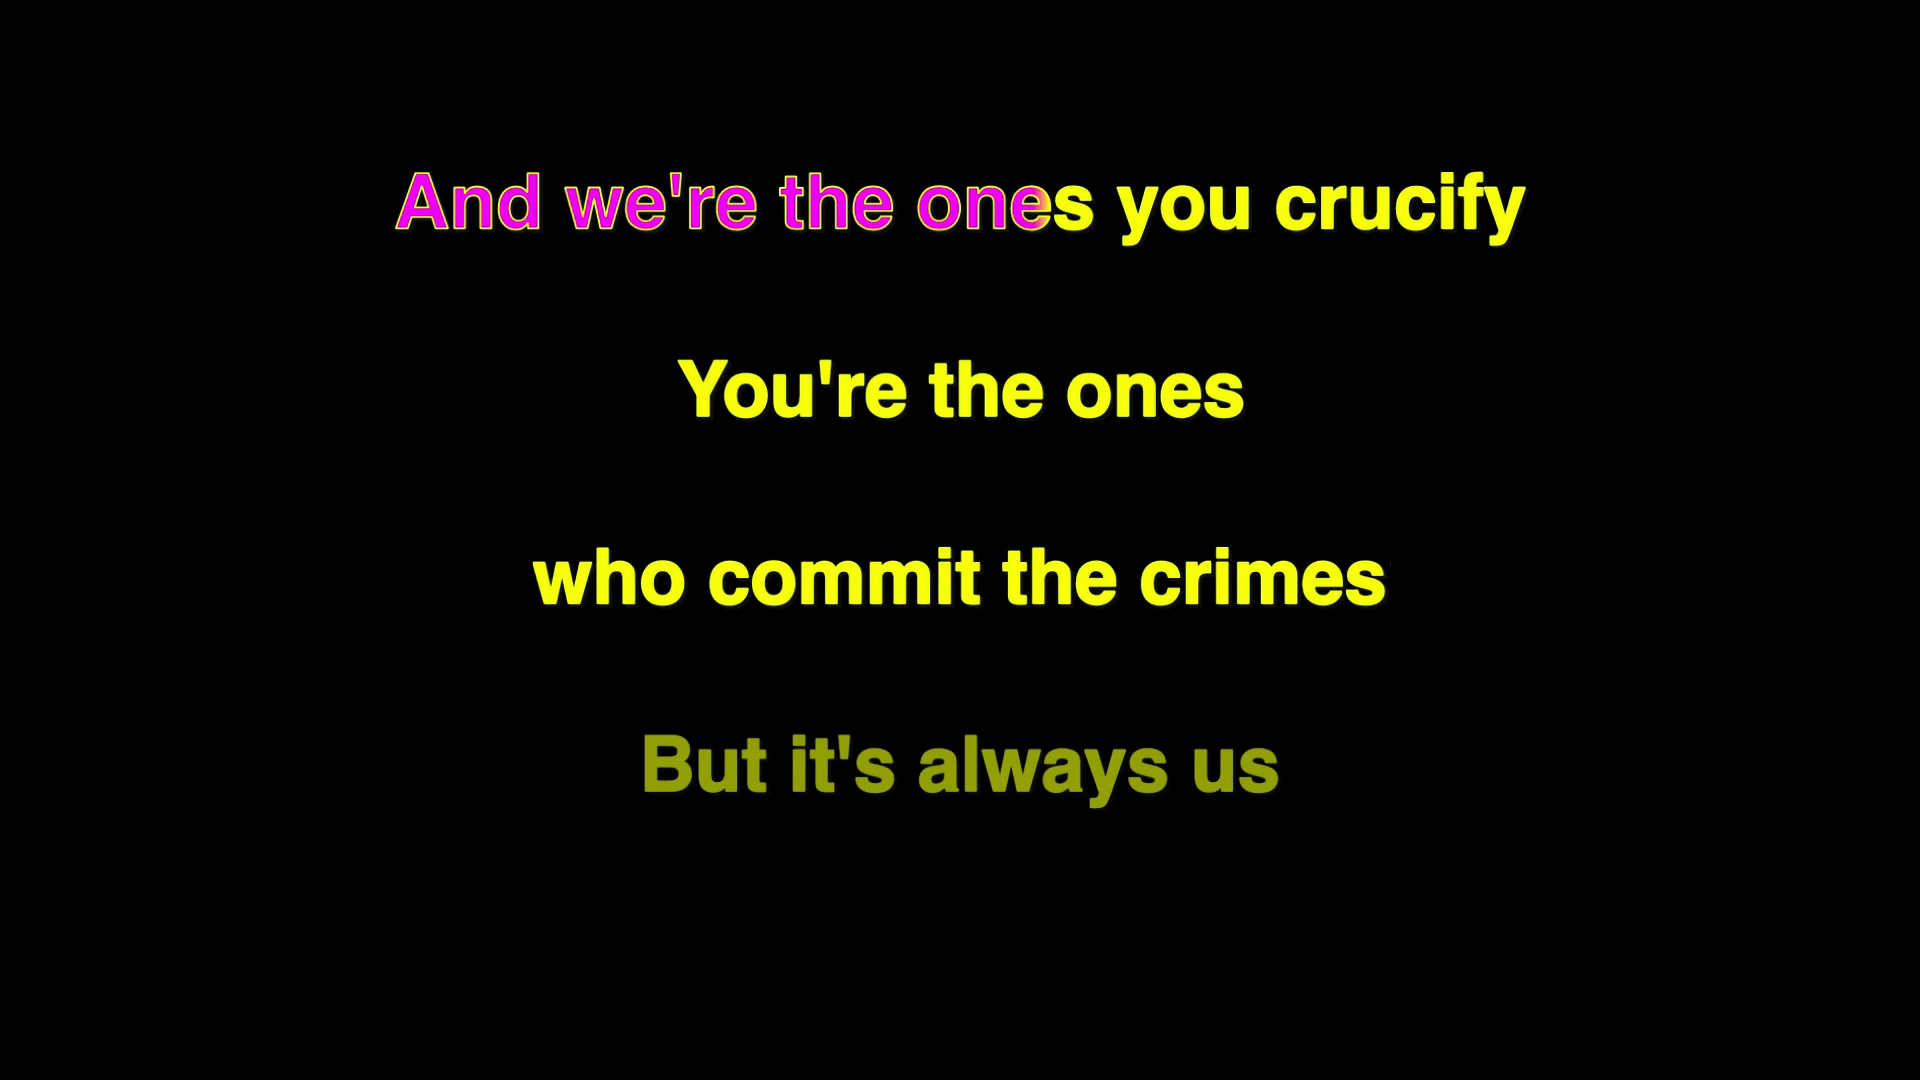 And we're the ones you crucify
You're the ones
who commit the crimes
But it's always us